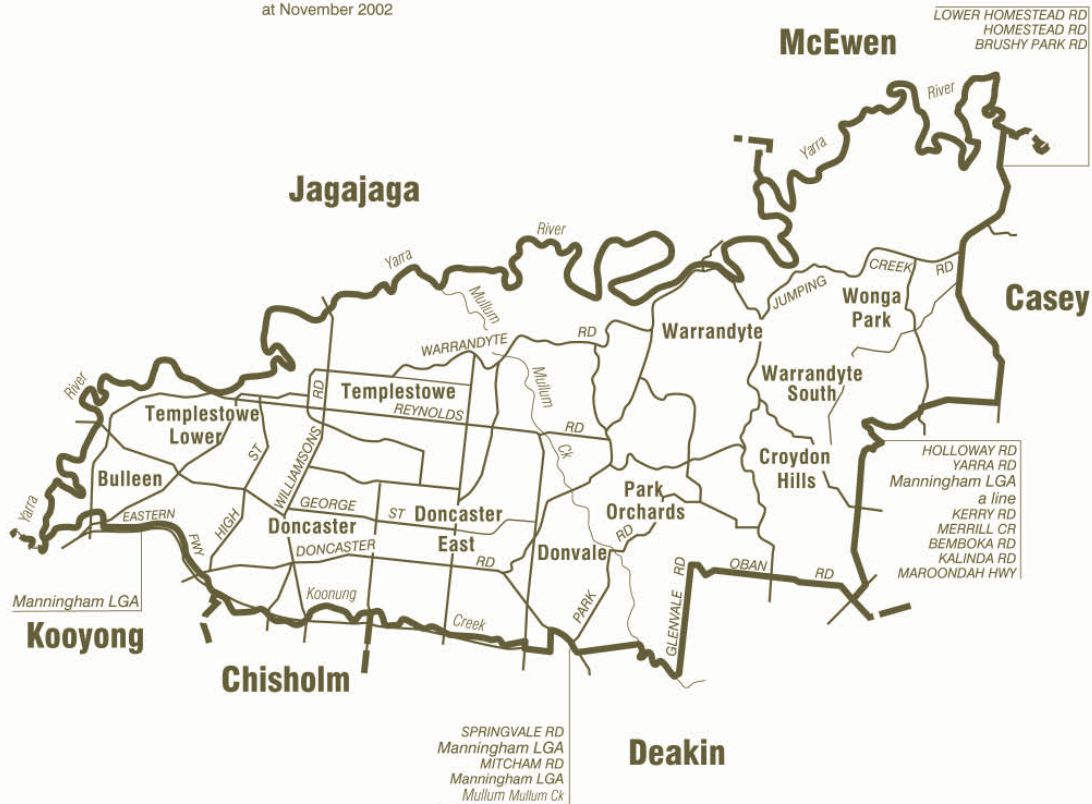 at November 2002
LOWER HOMESTEAD RD
HOMESTEAD RD
BRUSHY PARK RD
McEwen
River
Yarra
Jagajaga
River
Yarra
CREEK
RD
JUMPING
Wonga
Park
Casey
Mullum
Warrandyte
RD
WARRANDYTE
River
RD
Templestowe
Mullum
Warrandyte
South
REYNOLDS
RD
Templestowe
Lower
ST
WILLIAMSONS
Ck
HOLLOWAY RD
YARRA RD
Manningham LGA
a line
KERRY RD
MERRILL CR
BEMBOKA RD
KALINDA RD
MAROONDAH HWY
Croydon
Hills
Bulleen
Park
Orchards
Yarra
EASTERN
FWY
HIGH
GEORGE
ST
Doncaster
Doncaster
East
RD
DONCASTER
RD
Donvale
OBAN
RD
GLENVALE
RD
PARK
Koonung
Creek
Manningham LGA
Kooyong
Chisholm
Deakin
SPRINGVALE RD
Manningham LGA
MITCHAM RD
Manningham LGA
Mullum Mullum Ck